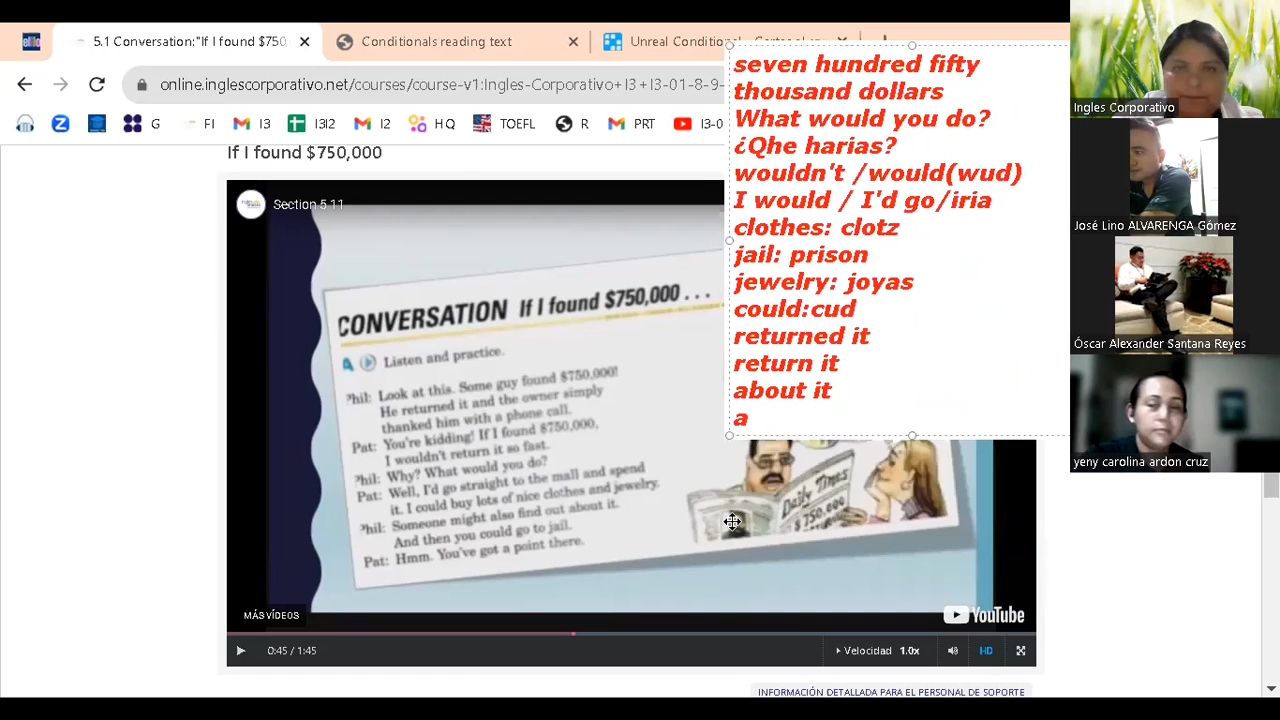 5.1 Conversation:"If I found $750,
Conditionals reading text
online.inglescorporativo.net/courses/course-v1:Ingles-Corporativo+I3+I3-01-8-9-
G
FI
I3
I3I2
I2
HQ
TOEFL
R
PRT
I3-0
If I found $750,000
Section 5 11
CONVERSATION If I found $750,000 . . .
A Listen and practice.
Phil: Look at this. Some guy found $750,000!
He returned it and the owner simply
thanked him with a phone call.
Pat: You're kidding! If I found $750,000,
I wouldn't return it so fast.
Phil: Why? What would you do?
Pat: Well, I'd go straight to the mall and spend
it. I could buy lots of nice clothes and jewelry.
Phil: Someone might also find out about it.
And then you could go to jail.
Pat: Hmm. You've got a point there.
Daily Times
$750,000
MÁS VÍDEOS
YouTube
0:45 / 1:45
Velocidad 1.0x
HD
INFORMACIÓN DETALLADA PARA EL PERSONAL DE SOPORTE
seven hundred fifty
thousand dollars
What would you do?
¿Qhe harias?
wouldn't /would(wud)
I would / I'd go/iria
clothes: clotz
jail: prison
jewelry: joyas
could:cud
returned it
return it
about it
a
Ingles Corporativo
José Lino ALVARENGA Gómez
Óscar Alexander Santana Reyes
yeny carolina ardon cruz